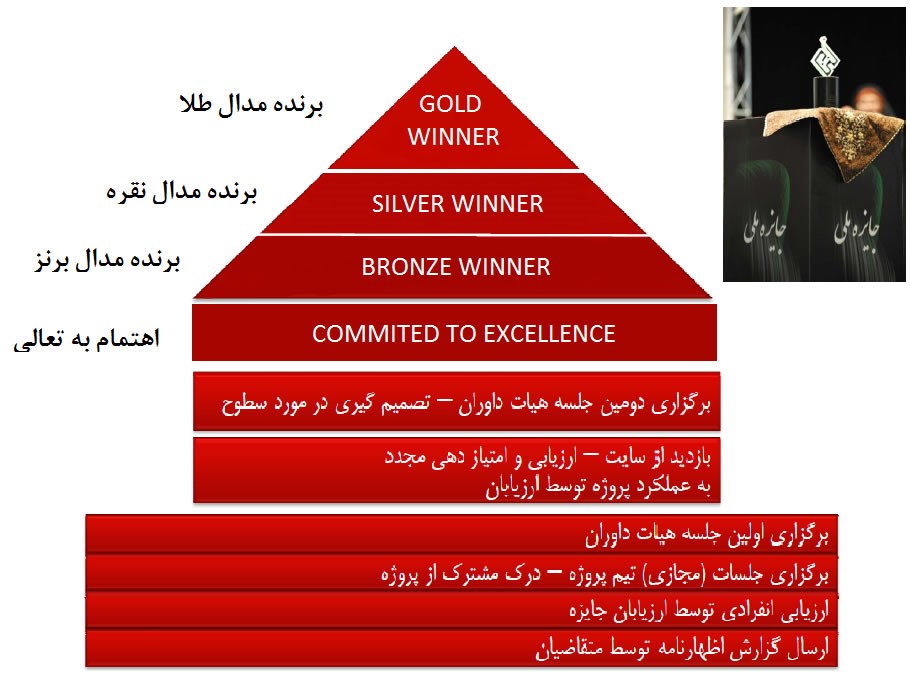 برنده مدال طلا
GOLD
WINNER
برنده مدال نقره
SILVER WINNER
برنده مدال برنز
BRONZE WINNER
اهتمام به تعالی
COMMITED TO EXCELLENCE
جایزه ملی
جایزه ملی
برگزاری دومین جلسه هیات داوران – تصمیم گیری در مورد سطوح
بازدید از سایت – ارزیابی و امتیاز دهی مجدد
به عملکرد پروژه توسط ارزیابان
برگزاری اولین جلسه هیات داوران
برگزاری جلسات (مجازی) تیم پروژه – درک مشترک از پروژه
ارزیابی انفرادی توسط ارزیابان جایزه
ارسال گزارش اظهارنامه توسط متقاضیان